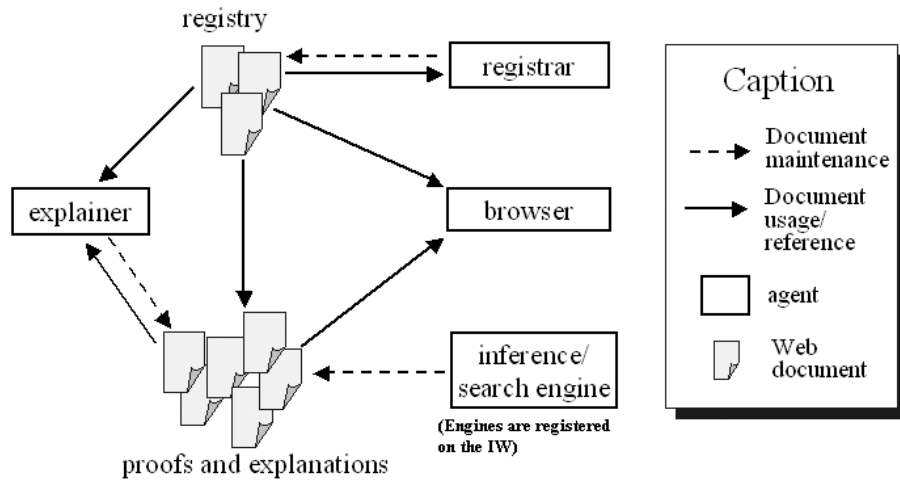 registry
registrar
explainer
browser
inference/
search engine
(Engines are registered
on the IW)
proofs and explanations
Caption
Document
maintenance
Document
usage/
reference
agent
Web
document